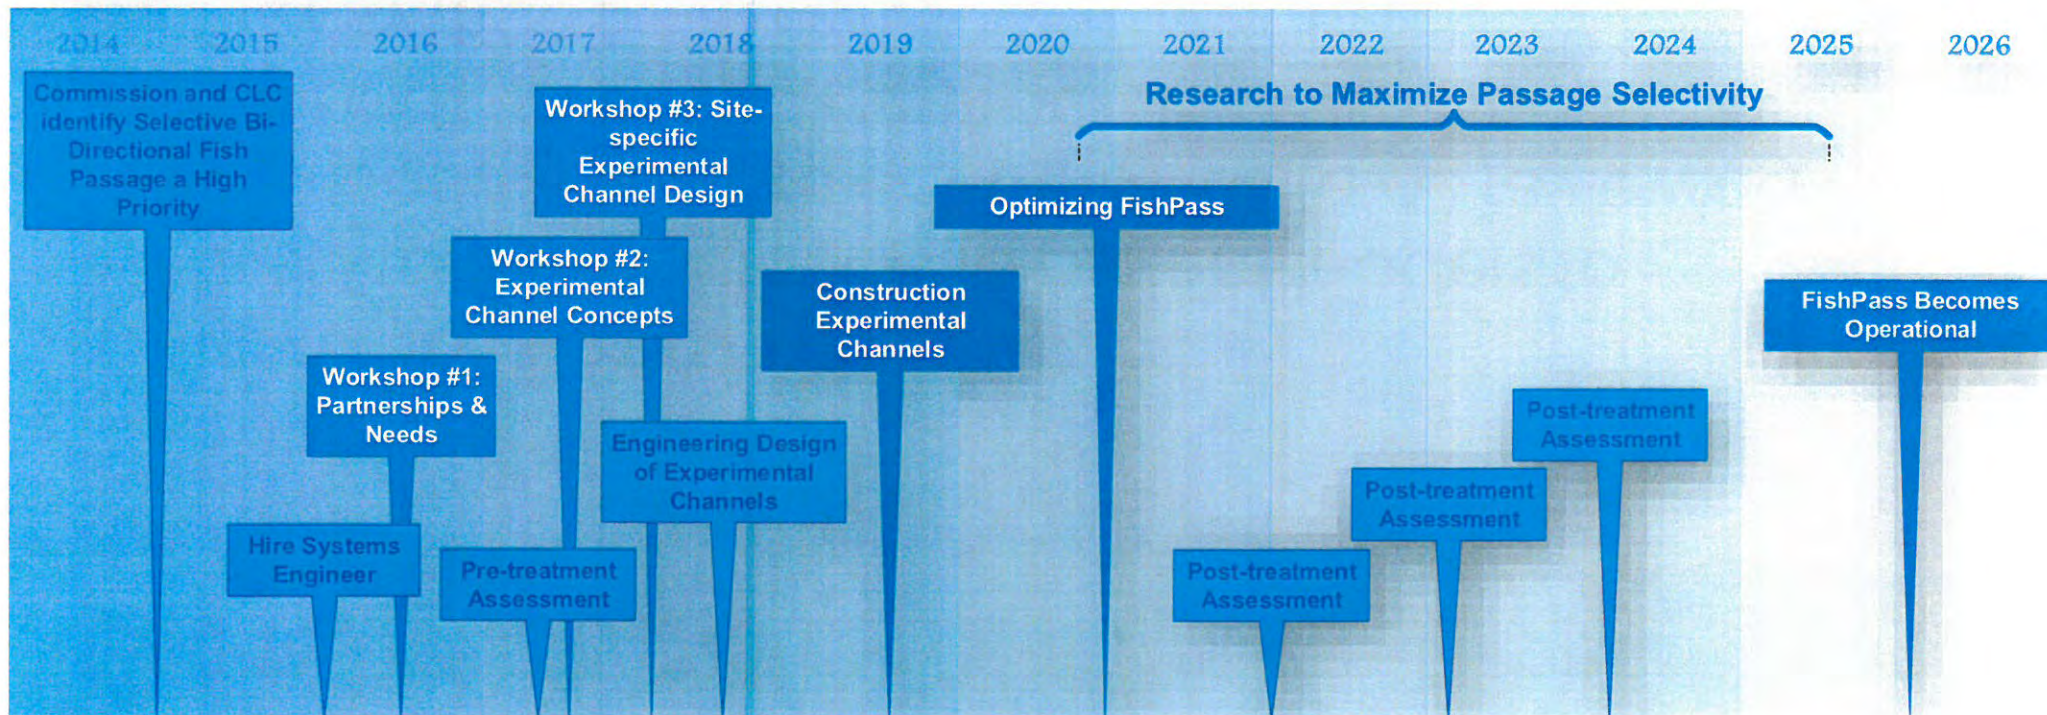 2014 2015 2016 2017 2018 2019 2020 2021 2022 2023 2024 2025 2026
Commission and CLC
identify Selective Bi-
Directional Fish
Passage a High
Priority
Hire Systems
Engineer
Workshop #1:
Partnerships &
Needs
Pre-treatment
Assessment
Workshop #2:
Experimental
Channel Concepts
Workshop #3: Site-
specific
Experimental
Channel Design
Engineering Design
of Experimental
Channels
Construction
Experimental
Channels
Optimizing FishPass
Research to Maximize Passage Selectivity
Post-treatment
Assessment
Post-treatment
Assessment
Post-treatment
Assessment
FishPass Becomes
Operational